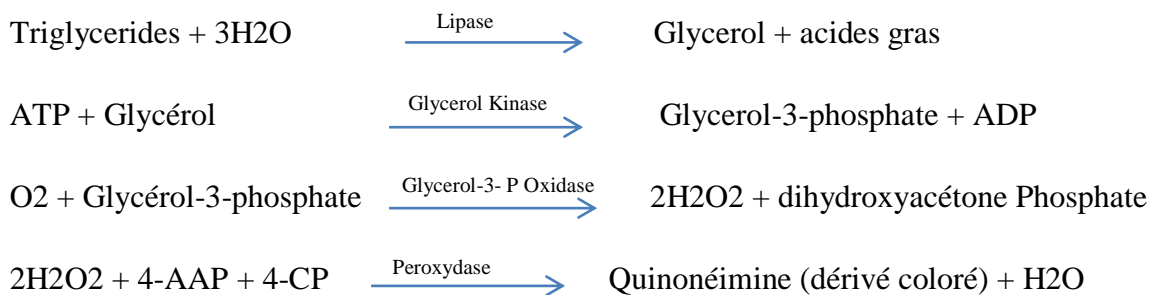 Triglycerides + 3H2O Lipase Glycerol + acides gras
ATP + Glycérol Glycerol Kinase Glycerol-3-phosphate + ADP
O2 + Glycérol-3-phosphate Glycerol-3- P Oxidase 2H2O2 + dihydroxyacétone Phosphate
2H2O2 + 4-AAP + 4-CP Peroxydase Quinonéimine (dérivé coloré) + H2O